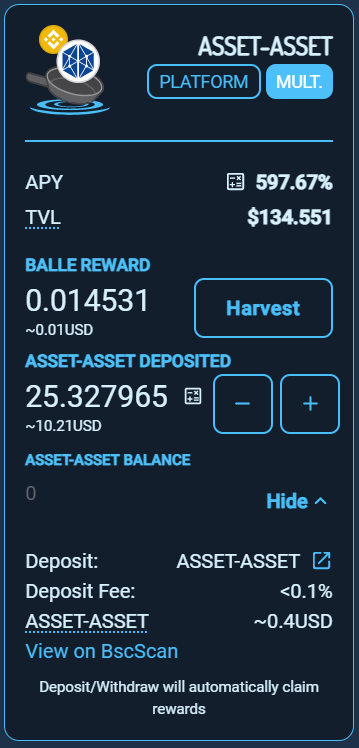 ASSET-ASSET
PLATFORM MULT.
APY 597.67%
TVL $134.551
BALLE REWARD
0.014531
~0.01USD
Harvest
ASSET-ASSET DEPOSITED
25.327965
~10.21USD
− +
ASSET-ASSET BALANCE
0
Hide
Deposit: ASSET-ASSET
Deposit Fee: <0.1%
ASSET-ASSET ~0.4USD
View on BscScan
Deposit/Withdraw will automatically claim
rewards